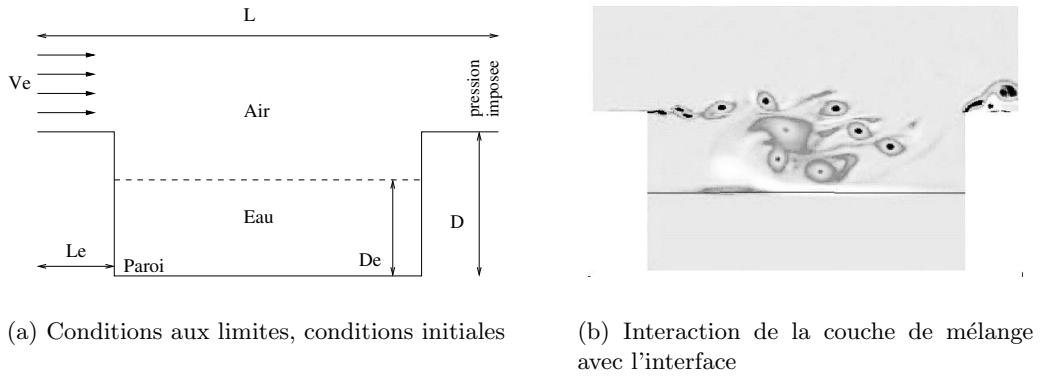 L
Ve
Air
pression
imposee
Eau
D
Le
De
Paroi
(a) Conditions aux limites, conditions initiales
(b) Interaction de la couche de mélange
avec l'interface